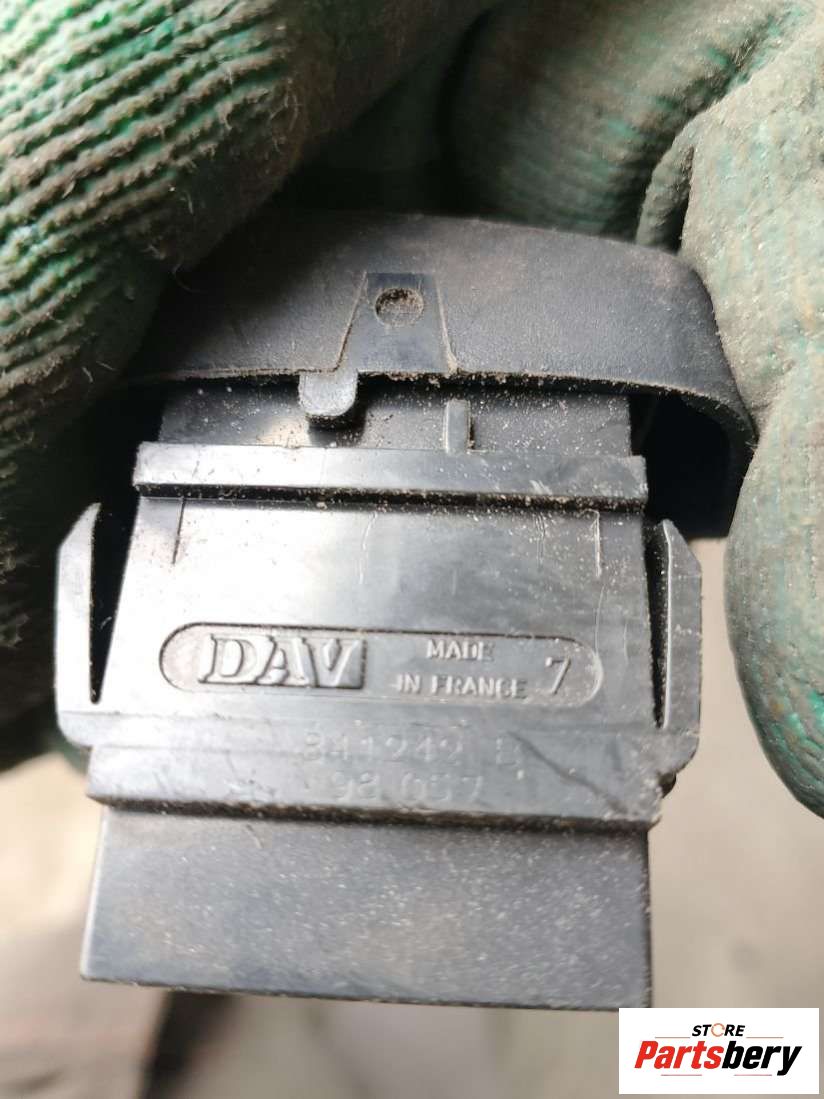 DAV
MADE
IN FRANCE
7
841242 B
98 057
STORE
Partsbery